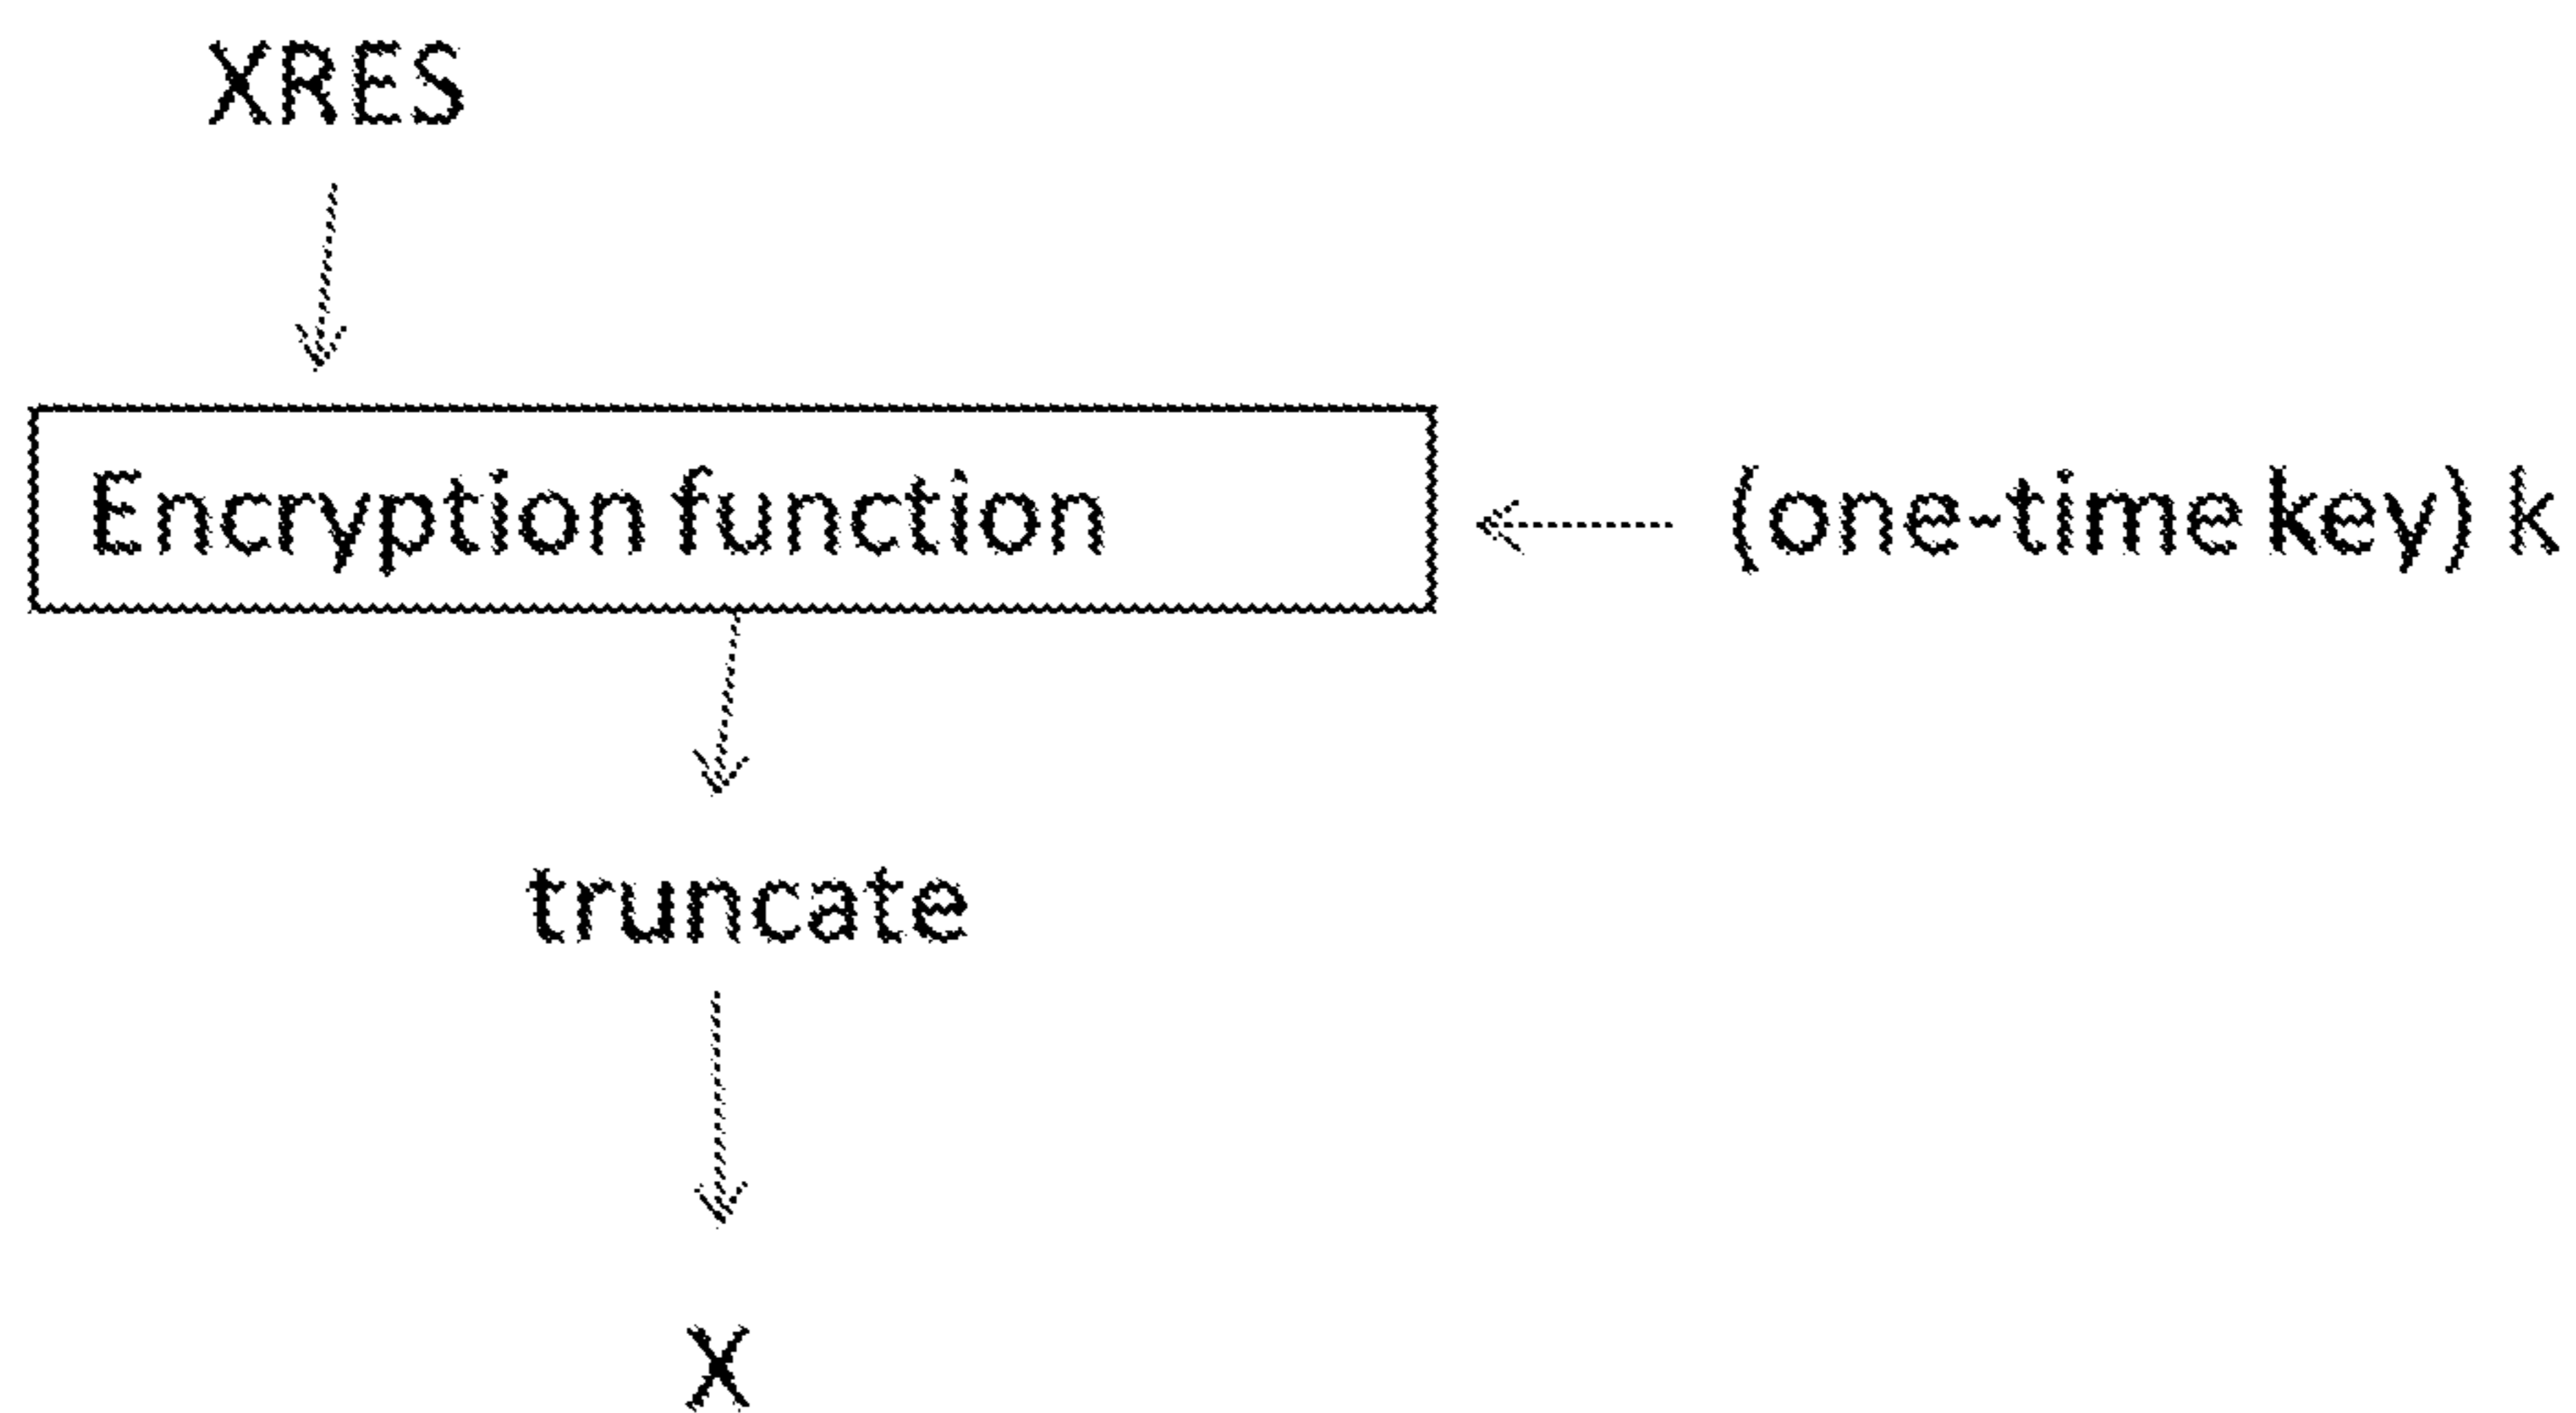 XRES
Encryption function
(one-time key) k
truncate
X